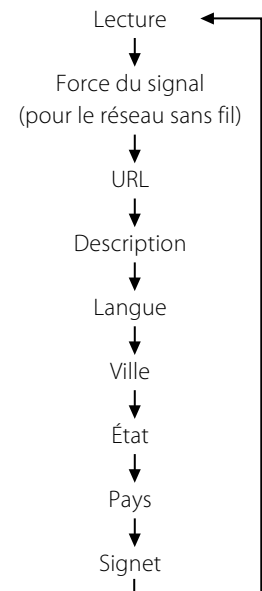 Lecture
Force du signal
(pour le réseau sans fil)
URL
Description
Langue
Ville
État
Pays
Signet